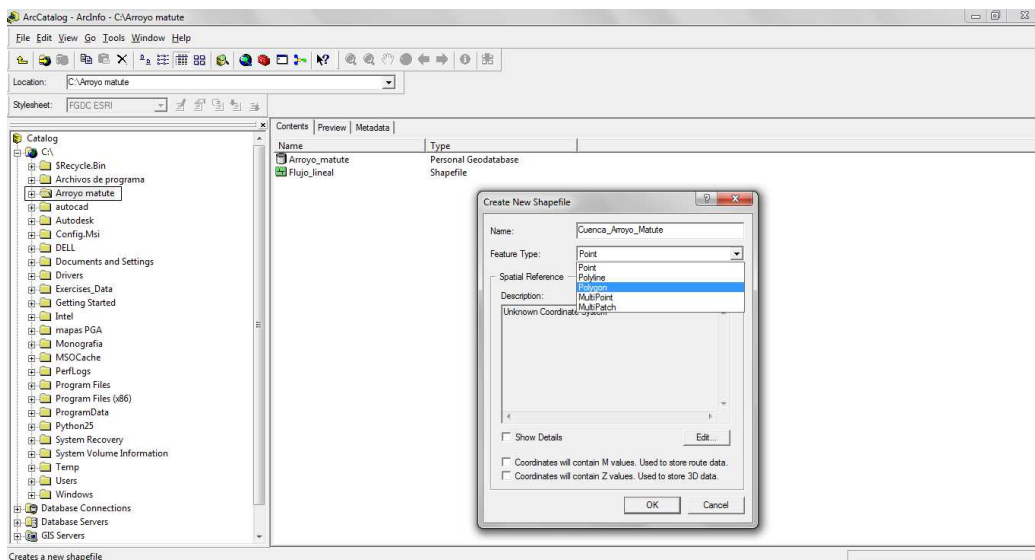 ArcCatalog - ArcInfo - C:\Arroyo matute
File Edit View Go Tools Window Help
Location: C:\Arroyo matute
Stylesheet: FGDC ESRI
Contents Preview Metadata
Name Type
Arroyo_matute Personal Geodatabase
Flujo_lineal Shapefile
Catalog
C:\
$Recycle.Bin
Archivos de programa
Arroyo matute
autocad
Autodesk
Config.Msi
DELL
Documents and Settings
Drivers
Exercises_Data
Getting Started
Intel
mapas PGA
Monografia
MSOCache
PerfLogs
Program Files
Program Files (x86)
ProgramData
Python25
System Recovery
System Volume Information
Temp
Users
Windows
Database Connections
Database Servers
GIS Servers
Create New Shapefile
Name: Cuenca_Arroyo_Matute
Feature Type: Point
Point
Polyline
Polygon
MultiPoint
MultiPatch
Spatial Reference
Description:
Unknown Coordinate System
Show Details
Edit...
Coordinates will contain M values. Used to store route data.
Coordinates will contain Z values. Used to store 3D data.
OK Cancel
Creates a new shapefile